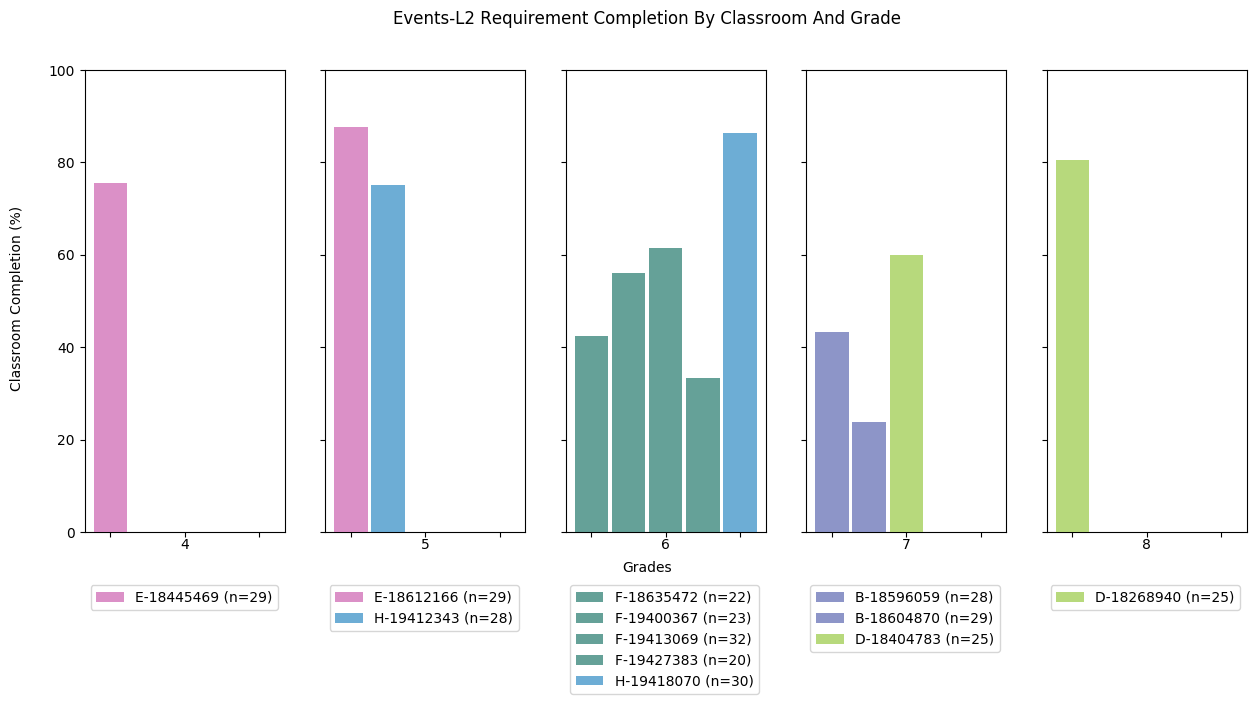 Events-L2 Requirement Completion By Classroom And Grade
Classroom Completion (%)
100
80
60
40
20
0
4
5
6
7
8
Grades
E-18445469 (n=29)
E-18612166 (n=29)
H-19412343 (n=28)
F-18635472 (n=22)
F-19400367 (n=23)
F-19413069 (n=32)
F-19427383 (n=20)
H-19418070 (n=30)
B-18596059 (n=28)
B-18604870 (n=29)
D-18404783 (n=25)
D-18268940 (n=25)